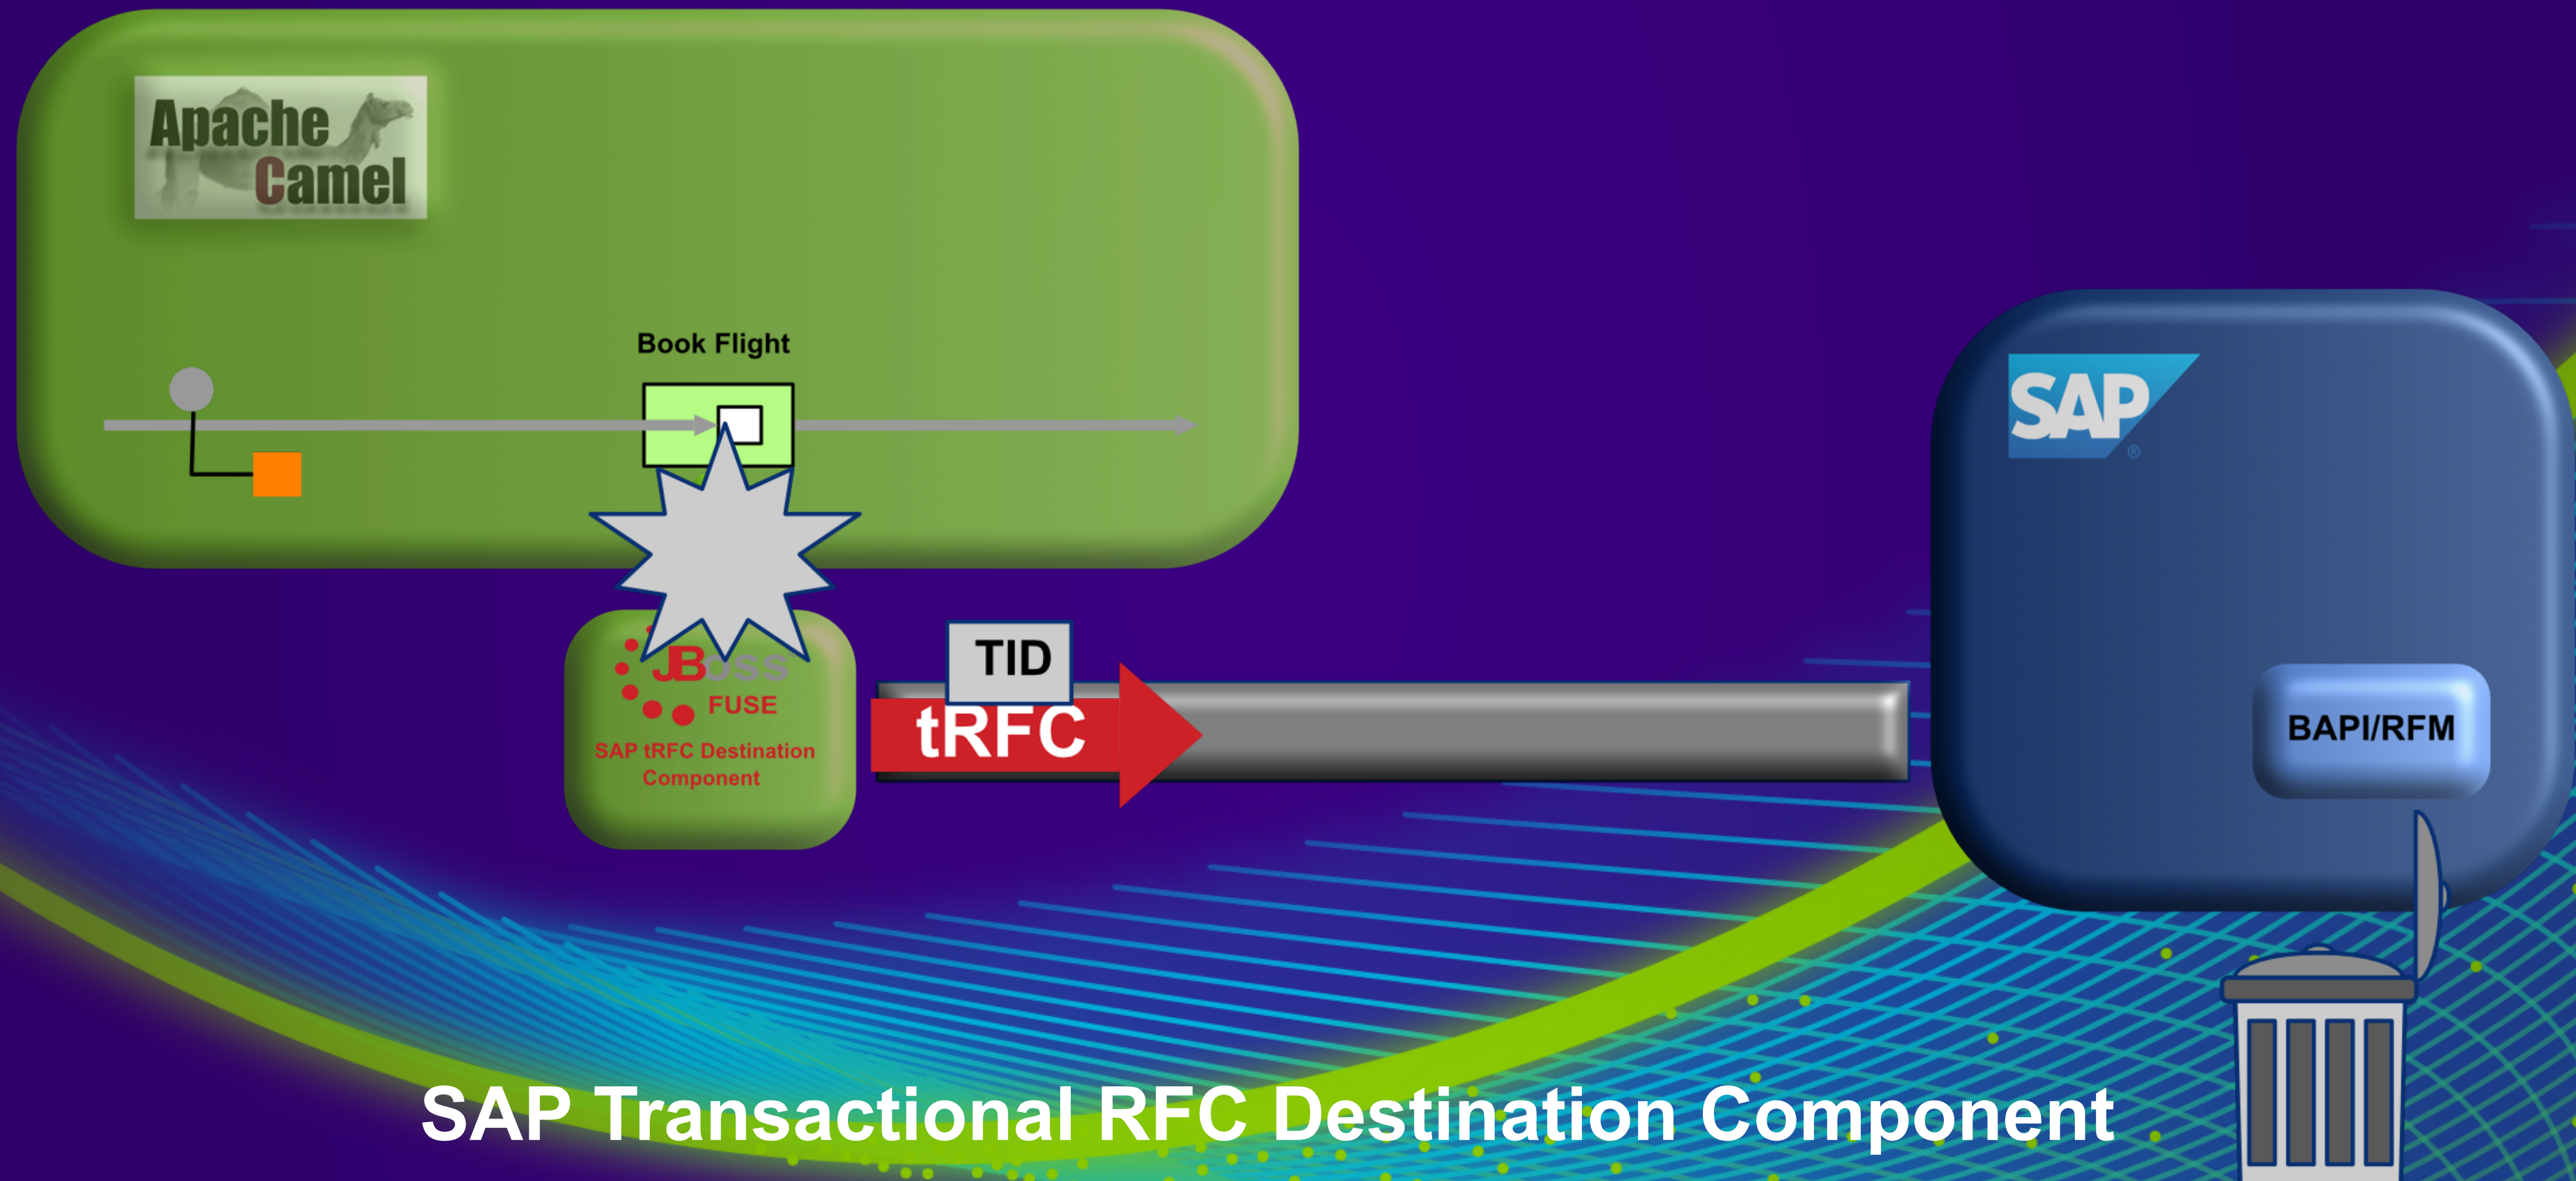 Apache
Camel
Book Flight
SAP
®
JBoss
FUSE
SAP tRFC Destination
Component
TID
tRFC
BAPI/RFM
SAP Transactional RFC Destination Component